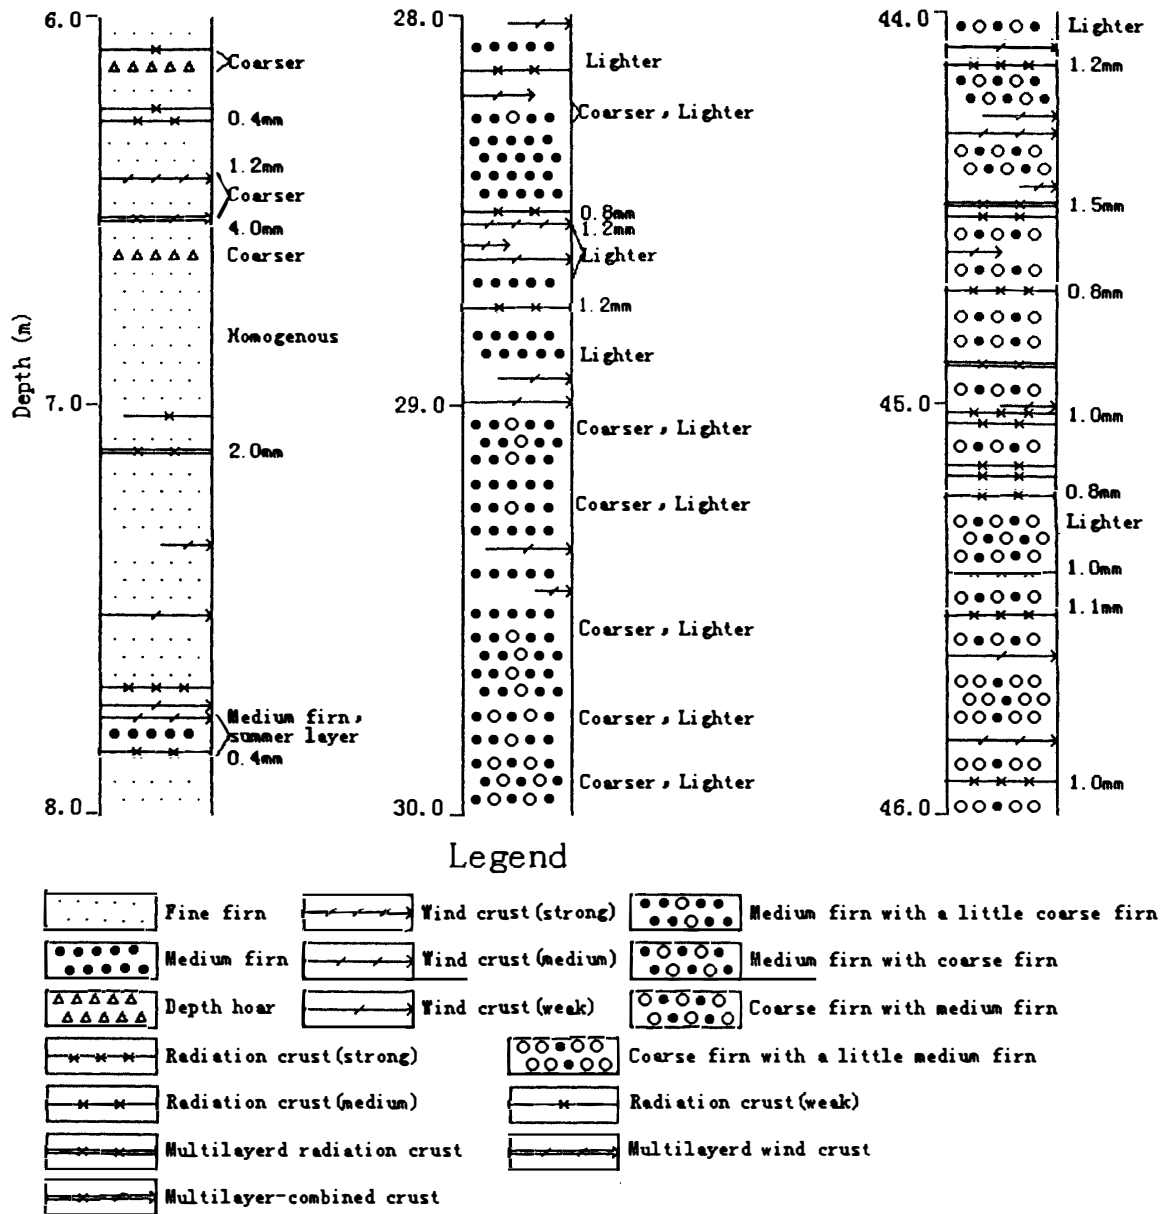 Depth (m)
6.0
Coarser
0.4mm
1.2mm
Coarser
4.0mm
Coarser
Homogenous
7.0
2.0mm
Medium firn,
summer layer
0.4mm
8.0
28.0
Lighter
Coarser, Lighter
0.8mm
1.2mm
Lighter
1.2mm
Lighter
29.0
Coarser, Lighter
Coarser, Lighter
Coarser, Lighter
Coarser, Lighter
Coarser, Lighter
30.0
44.0
Lighter
1.2mm
1.5mm
0.8mm
45.0
1.0mm
0.8mm
Lighter
1.0mm
1.1mm
1.0mm
46.0
Legend
Fine firn
Wind crust(strong)
Medium firn with a little coarse firn
Medium firn
Wind crust(medium)
Medium firn with coarse firn
Depth hoar
Wind crust(weak)
Coarse firn with medium firn
Radiation crust(strong)
Coarse firn with a little medium firn
Radiation crust(medium)
Radiation crust(weak)
Multilayerd radiation crust
Multilayerd wind crust
Multilayer-combined crust